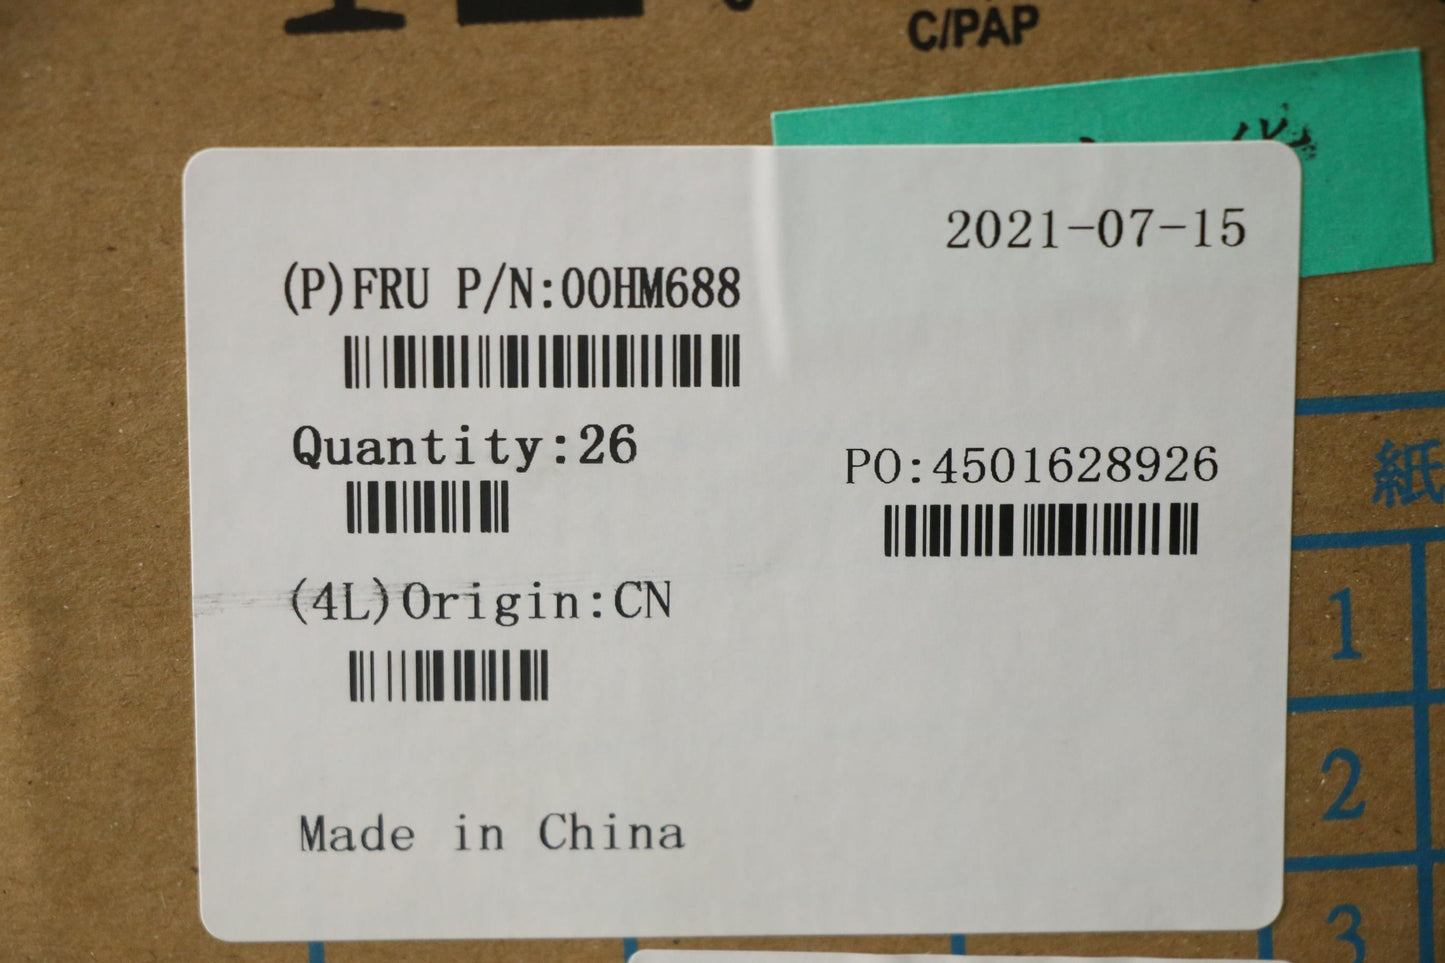 C/PAP
2021-07-15
(P)FRU P/N:00HM688
Quantity:26
PO:4501628926
(4L)Origin:CN
Made in China
紙
1
2
3